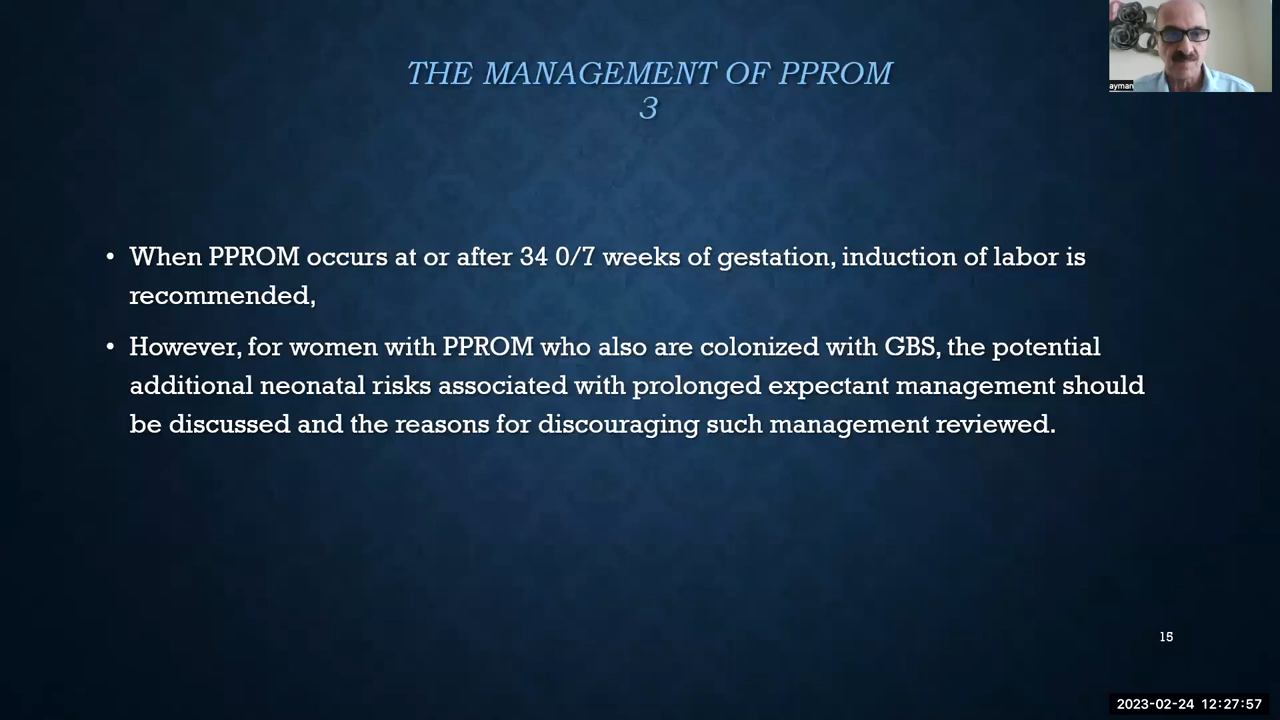 THE MANAGEMENT OF PPROM
3
ayman
• When PPROM occurs at or after 34 0/7 weeks of gestation, induction of labor is
recommended,
• However, for women with PPROM who also are colonized with GBS, the potential
additional neonatal risks associated with prolonged expectant management should
be discussed and the reasons for discouraging such management reviewed.
15
2023-02-24 12:27:57